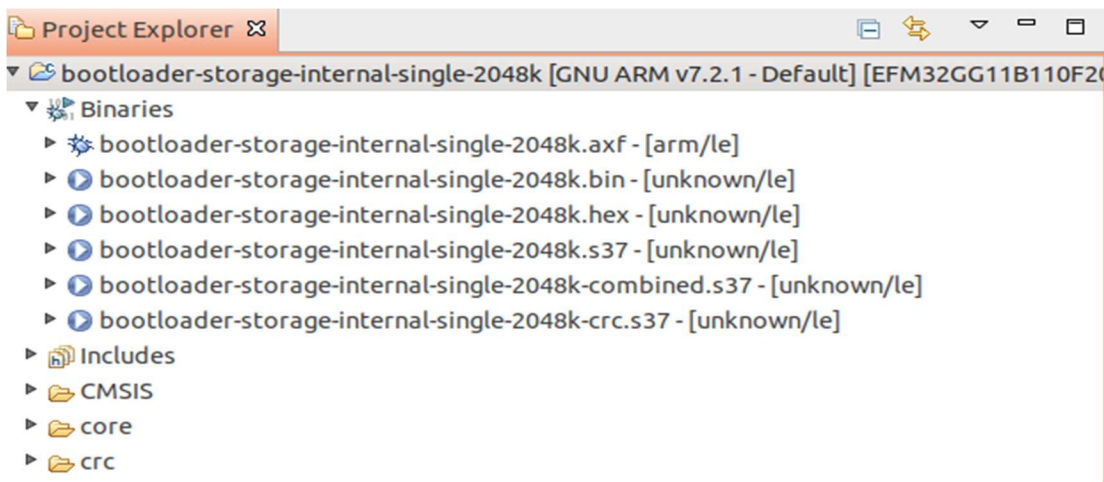 Project Explorer
bootloader-storage-internal-single-2048k [GNU ARM v7.2.1 - Default] [EFM32GG11B110F20
Binaries
bootloader-storage-internal-single-2048k.axf - [arm/le]
bootloader-storage-internal-single-2048k.bin - [unknown/le]
bootloader-storage-internal-single-2048k.hex - [unknown/le]
bootloader-storage-internal-single-2048k.s37 - [unknown/le]
bootloader-storage-internal-single-2048k-combined.s37 - [unknown/le]
bootloader-storage-internal-single-2048k-crc.s37 - [unknown/le]
Includes
CMSIS
core
crc